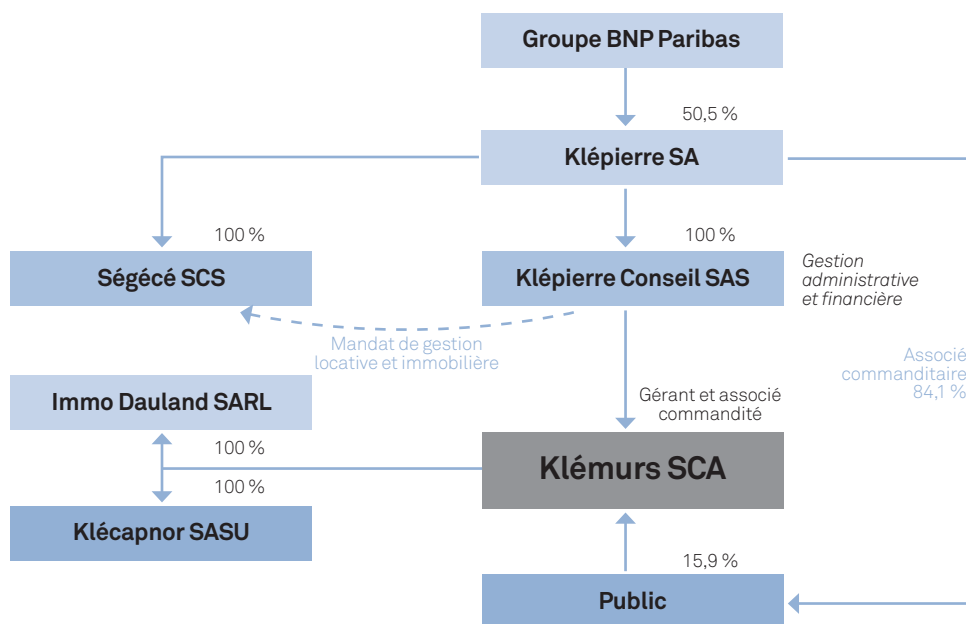 Groupe BNP Paribas
50,5 %
Klépierre SA
100 %
100 %
Ségécé SCS
Klépierre Conseil SAS
Gestion
administrative
et financière
Mandat de gestion
locative et immobilière
Associé
commanditaire
84,1 %
Immo Dauland SARL
Gérant et associé
commandité
100 %
Klémurs SCA
100 %
Klécapnor SASU
15,9 %
Public